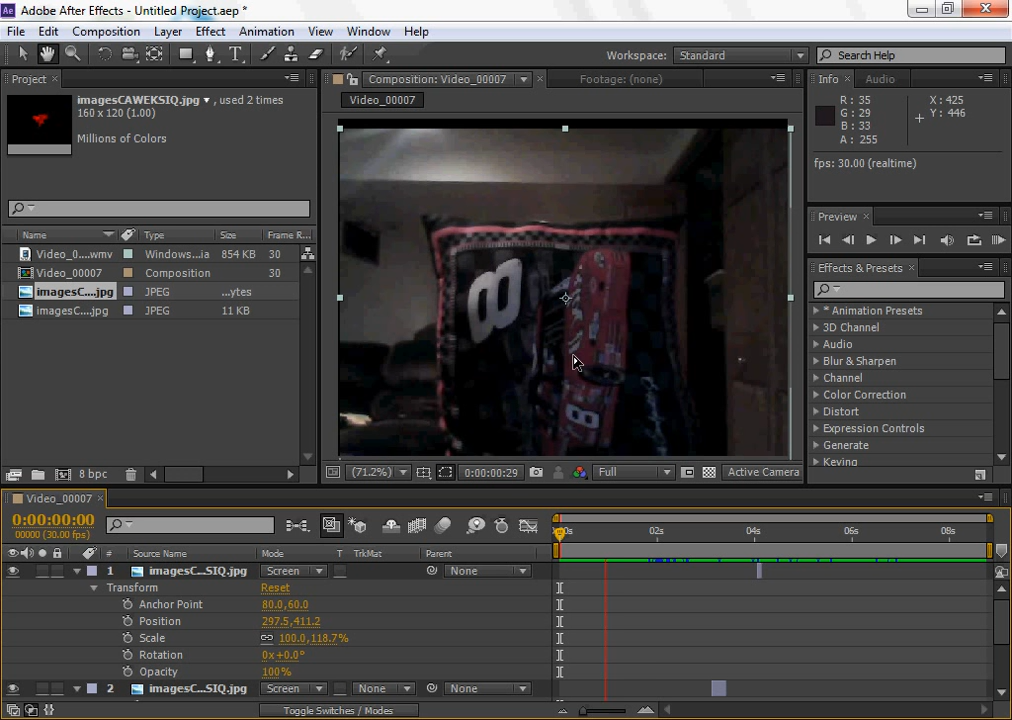 Adobe After Effects - Untitled Project.aep *
File Edit Composition Layer Effect Animation View Window Help
Workspace: Standard Search Help
Project
Composition: Video_00007
Footage: (none)
Info Audio
imagesCAWEKSIQ.jpg , used 2 times
160 x 120 (1.00)
Millions of Colors
Video_00007
R : 35
G : 29
B : 33
A : 255
X : 425
Y : 446
fps: 30.00 (realtime)
Preview
Effects & Presets
Name Type Size Frame R...
Video_0....wmv Windows...ia 854 KB 30
Video_00007 Composition 30
imagesC....jpg JPEG ...ytes
imagesC....jpg JPEG 11 KB
8
8
* Animation Presets
3D Channel
Audio
Blur & Sharpen
Channel
Color Correction
Distort
Expression Controls
Generate
Keying
8 bpc
(71.2%) 0:00:00:29 Full Active Camera
Video_00007
0:00:00:00
00000 (30.00 fps)
0s 02s 04s 06s 08s
# Source Name Mode T TrkMat Parent
1 imagesC...SIQ.jpg Screen None
Transform Reset
Anchor Point 80.0,60.0
Position 297.5,411.2
Scale 100.0,118.7%
Rotation 0x+0.0°
Opacity 100%
2 imagesC...SIQ.jpg Screen None None
Toggle Switches / Modes